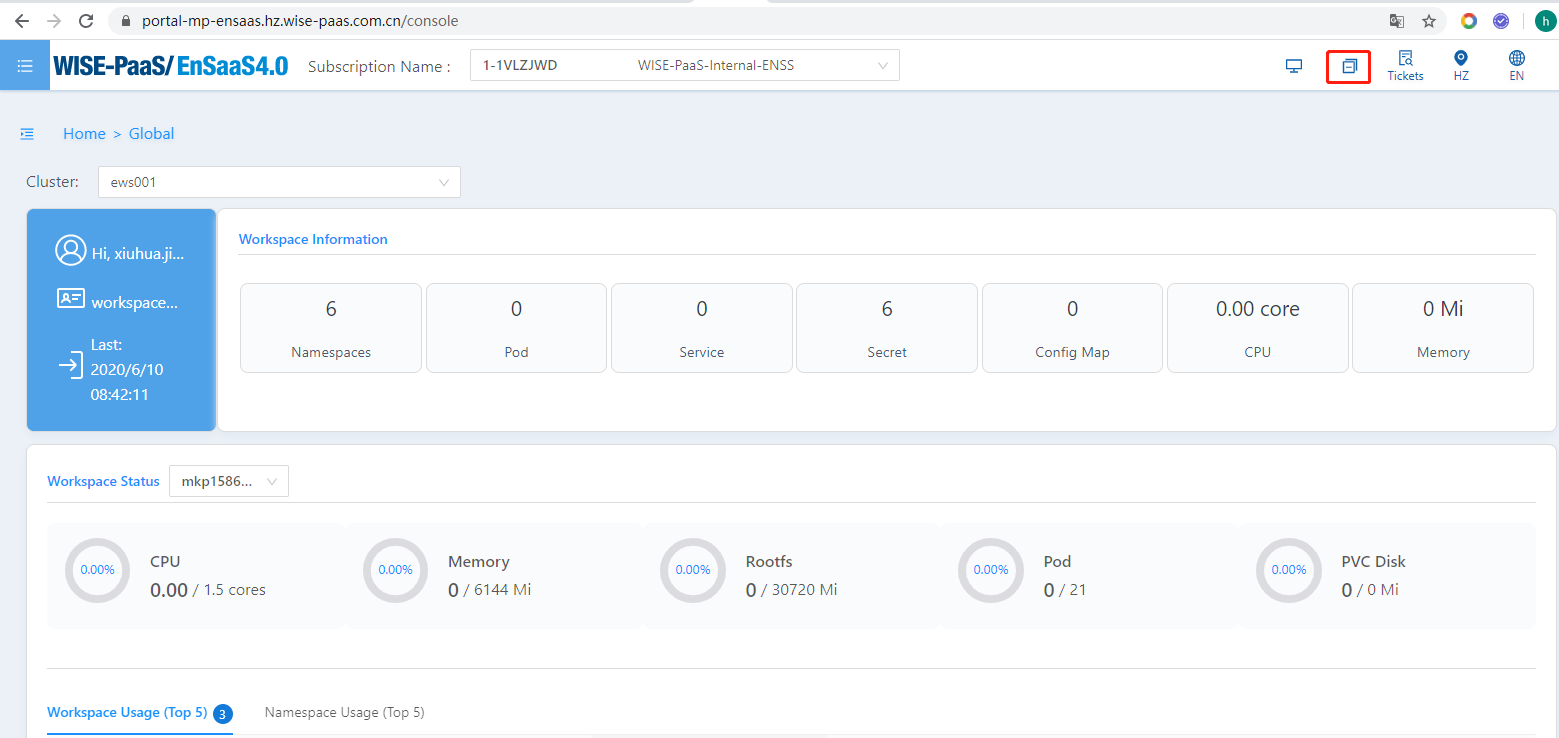 portal-mp-ensaas.hz.wise-paas.com.cn/console
h
WISE-PaaS/ EnSaaS4.0
Subscription Name :
1-1VLZJWD WISE-PaaS-Internal-ENSS
Tickets
HZ
EN
Home > Global
Cluster:
ews001
Hi, xiuhua.ji...
workspace...
Last:
2020/6/10
08:42:11
Workspace Information
6
Namespaces
0
Pod
0
Service
6
Secret
0
Config Map
0.00 core
CPU
0 Mi
Memory
Workspace Status
mkp1586...
0.00%
CPU
0.00 / 1.5 cores
0.00%
Memory
0 / 6144 Mi
0.00%
Rootfs
0 / 30720 Mi
0.00%
Pod
0 / 21
0.00%
PVC Disk
0 / 0 Mi
Workspace Usage (Top 5) 3
Namespace Usage (Top 5)